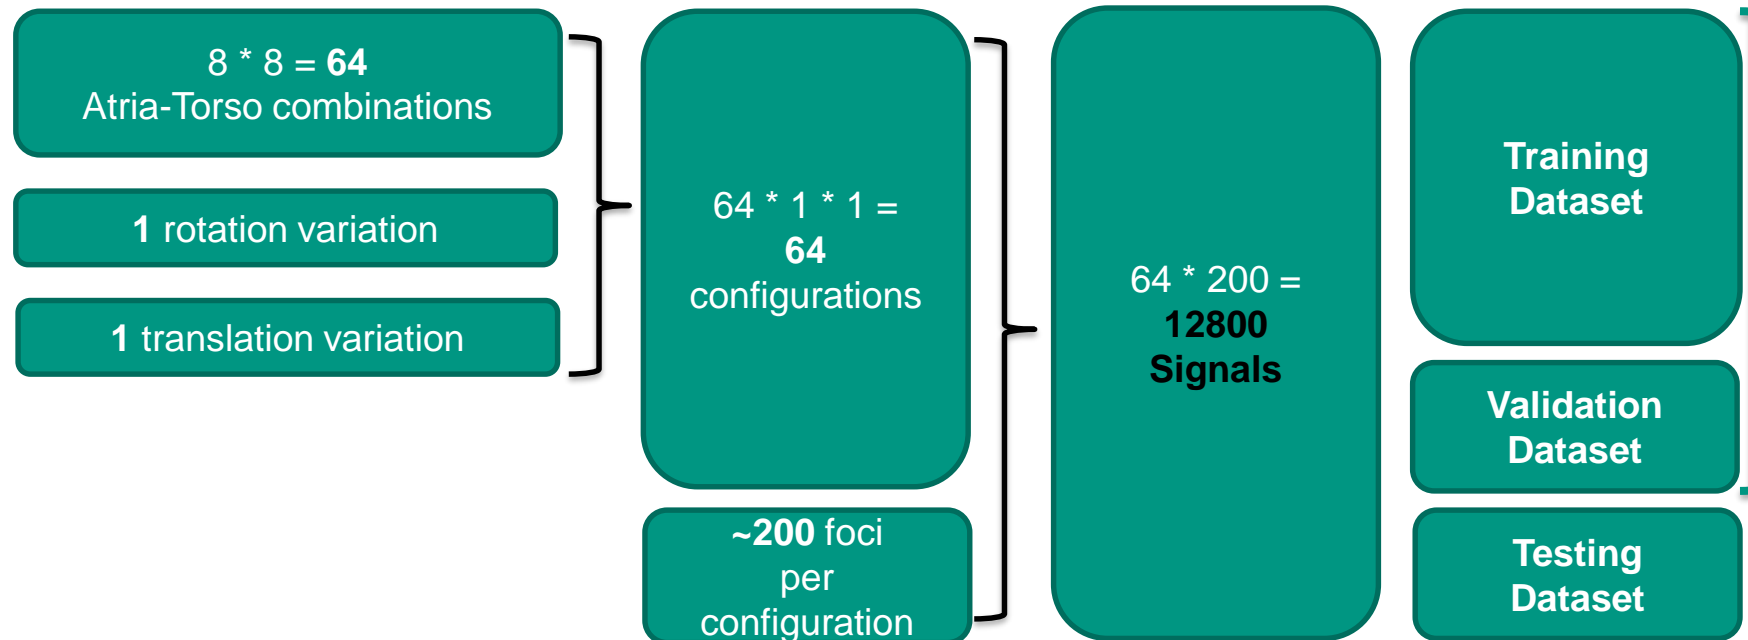 8 * 8 = 64
Atria-Torso combinations
1 rotation variation
1 translation variation
64 * 1 * 1 =
64
configurations
~200 foci
per
configuration
64 * 200 =
12800
Signals
Training
Dataset
Validation
Dataset
Testing
Dataset